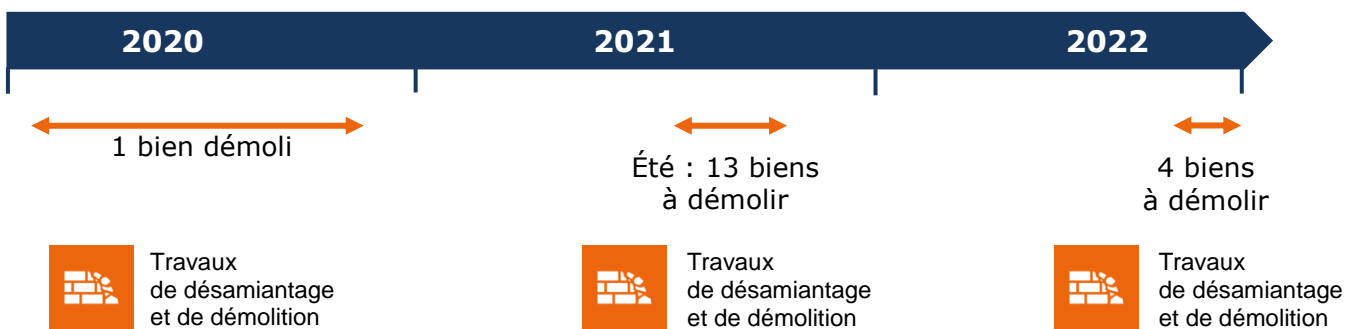 2020
2021
2022
1 bien démoli
Été : 13 biens
à démolir
4 biens
à démolir
Travaux
de désamiantage
et de démolition
Travaux
de désamiantage
et de démolition
Travaux
de désamiantage
et de démolition